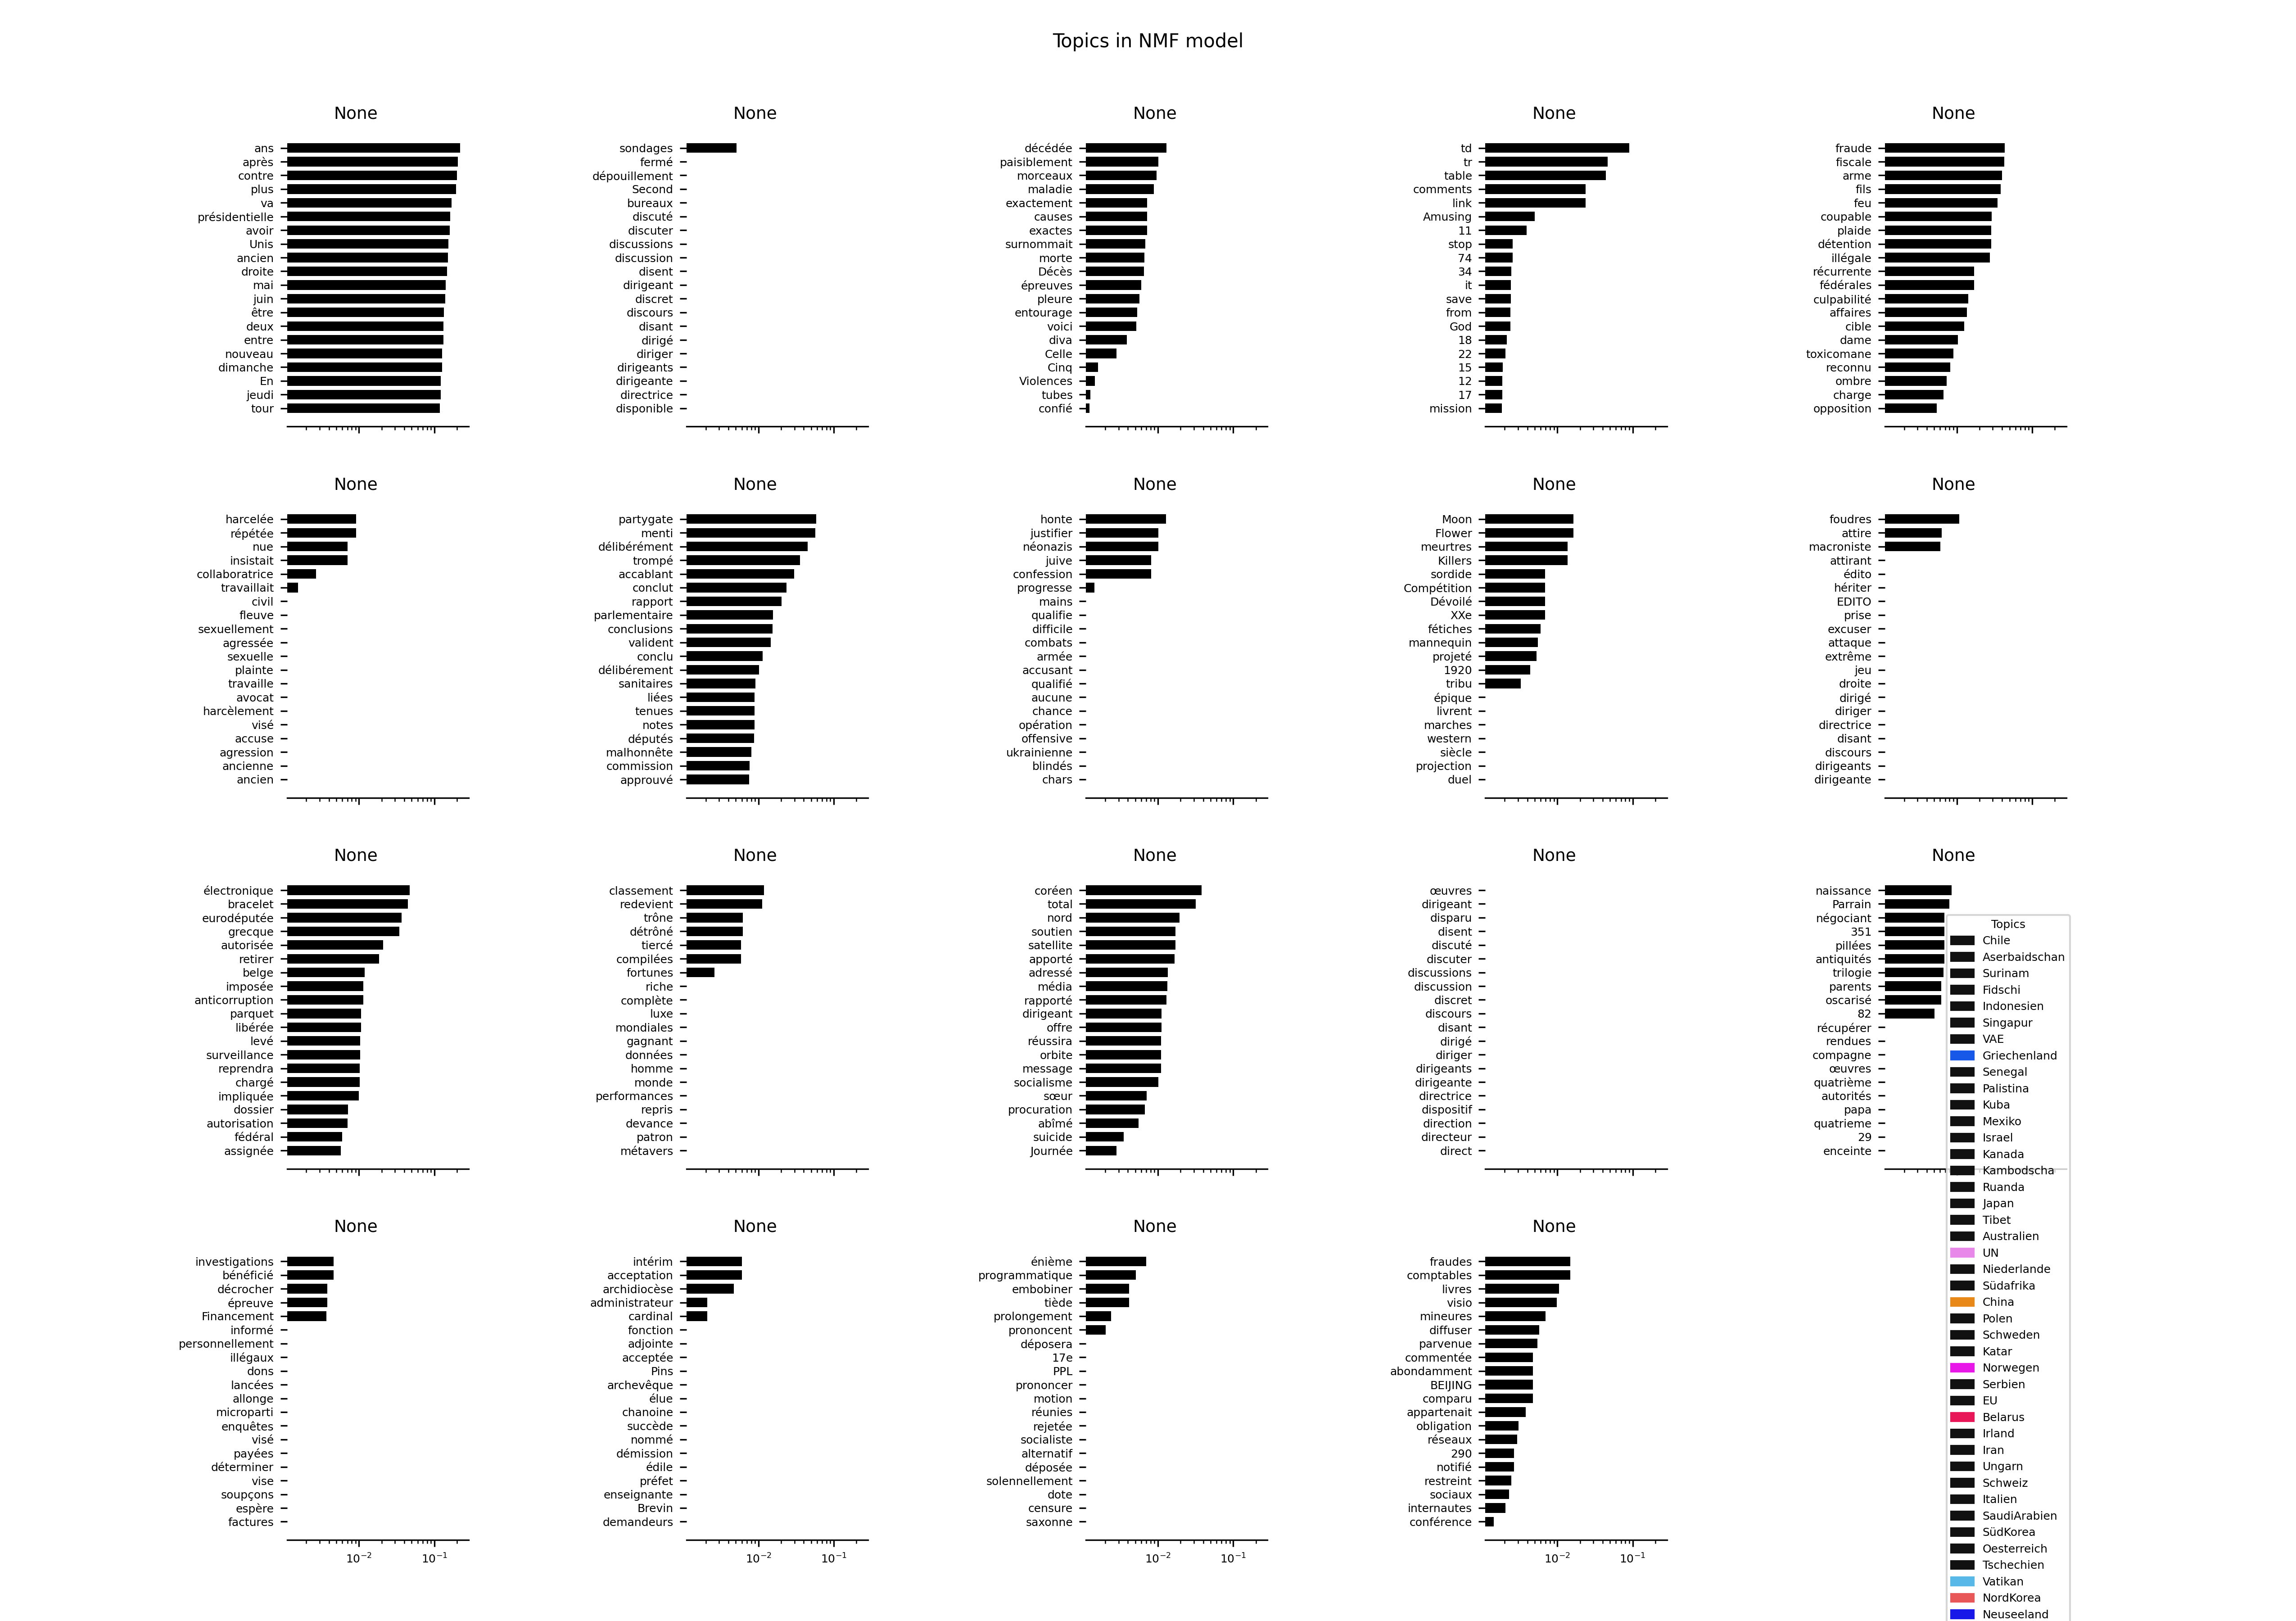 Topics in NMF model
None
ans
après
contre
plus
va
présidentielle
avoir
Unis
ancien
droite
mai
juin
être
deux
entre
nouveau
dimanche
En
jeudi
tour
None
sondages
fermé
dépouillement
Second
bureaux
discuté
discuter
discussions
discussion
disent
dirigeant
discret
discours
disant
dirigé
diriger
dirigeants
dirigeante
directrice
disponible
None
décédée
paisiblement
morceaux
maladie
exactement
causes
exactes
surnommait
morte
Décès
épreuves
pleure
entourage
voici
diva
Celle
Cinq
Violences
tubes
confié
None
td
tr
table
comments
link
Amusing
11
stop
74
34
it
save
from
God
18
22
15
12
17
mission
None
fraude
fiscale
arme
fils
feu
coupable
plaide
détention
illégale
récurrente
fédérales
culpabilité
affaires
cible
dame
toxicomane
reconnu
ombre
charge
opposition
None
harcelée
répétée
nue
insistait
collaboratrice
travaillait
civil
fleuve
sexuellement
agressée
sexuelle
plainte
travaille
avocat
harcèlement
visé
accuse
agression
ancienne
ancien
None
partygate
menti
délibérément
trompé
accablant
conclut
rapport
parlementaire
conclusions
valident
conclu
délibérement
sanitaires
liées
tenues
notes
députés
malhonnête
commission
approuvé
None
honte
justifier
néonazis
juive
confession
progresse
mains
qualifie
difficile
combats
armée
accusant
qualifié
aucune
chance
opération
offensive
ukrainienne
blindés
chars
None
Moon
Flower
meurtres
Killers
sordide
Compétition
Dévoilé
XXe
fétiches
mannequin
projeté
1920
tribu
épique
livrent
marches
western
siècle
projection
duel
None
foudres
attire
macroniste
attirant
édito
hériter
EDITO
prise
excuser
attaque
extrême
jeu
droite
dirigé
diriger
directrice
disant
discours
dirigeants
dirigeante
None
électronique
bracelet
eurodéputée
grecque
autorisée
retirer
belge
imposée
anticorruption
parquet
libérée
levé
surveillance
reprendra
chargé
impliquée
dossier
autorisation
fédéral
assignée
None
classement
redevient
trône
détrôné
tiercé
compilées
fortunes
riche
complète
luxe
mondiales
gagnant
données
homme
monde
performances
repris
devance
patron
métavers
None
coréen
total
nord
soutien
satellite
apporté
adressé
média
rapporté
dirigeant
offre
réussira
orbite
message
socialisme
sœur
procuration
abîmé
suicide
Journée
None
œuvres
dirigeant
disparu
disent
discuté
discuter
discussions
discussion
discret
discours
disant
dirigé
diriger
dirigeants
dirigeante
directrice
dispositif
direction
directeur
direct
None
naissance
Parrain
négociant
351
pillées
antiquités
trilogie
parents
oscarisé
82
récupérer
rendues
compagne
œuvres
quatrième
autorités
papa
quatrieme
29
enceinte
None
investigations
bénéficié
décrocher
épreuve
Financement
informé
personnellement
illégaux
dons
lancées
allonge
microparti
enquêtes
visé
payées
déterminer
vise
soupçons
espère
factures
10⁻² 10⁻¹
None
intérim
acceptation
archidiocèse
administrateur
cardinal
fonction
adjointe
acceptée
Pins
archevêque
élue
chanoine
succède
nommé
démission
édile
préfet
enseignante
Brevin
demandeurs
10⁻² 10⁻¹
None
énième
programmatique
embobiner
tiède
prolongement
prononcent
déposera
17e
PPL
prononcer
motion
réunies
rejetée
socialiste
alternatif
déposée
solennellement
dote
censure
saxonne
10⁻² 10⁻¹
None
fraudes
comptables
livres
visio
mineures
diffuser
parvenue
commentée
abondamment
BEIJING
comparu
appartenait
obligation
réseaux
290
notifié
restreint
sociaux
internautes
conférence
10⁻² 10⁻¹
Topics
Chile
Aserbaidschan
Surinam
Fidschi
Indonesien
Singapur
VAE
Griechenland
Senegal
Palistina
Kuba
Mexiko
Israel
Kanada
Kambodscha
Ruanda
Japan
Tibet
Australien
UN
Niederlande
Südafrika
China
Polen
Schweden
Katar
Norwegen
Serbien
EU
Belarus
Irland
Iran
Ungarn
Schweiz
Italien
SaudiArabien
SüdKorea
Oesterreich
Tschechien
Vatikan
NordKorea
Neuseeland